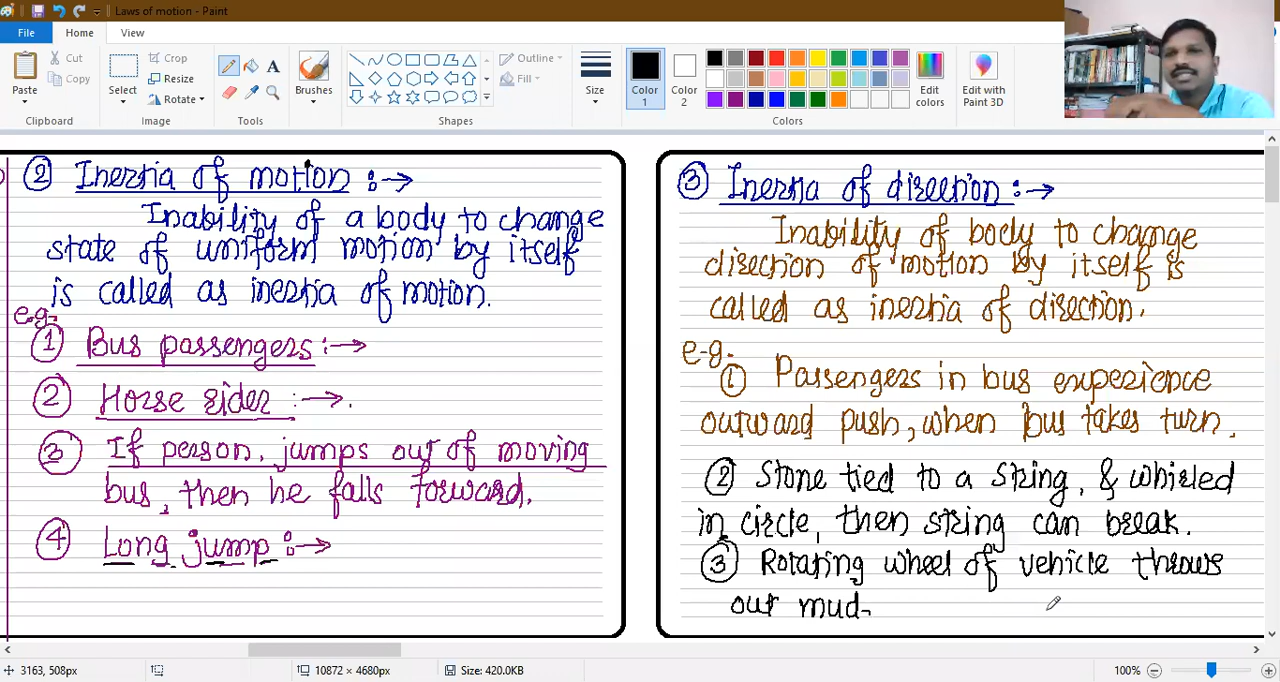 Laws of motion - Paint
File
Home
View
Paste
Cut
Copy
Clipboard
Select
Crop
Resize
Rotate
Image
A
Tools
Brushes
Shapes
Outline
Fill
Size
Color 1
Color 2
Edit colors
Edit with Paint 3D
Colors
② Inertia of motion :→
Inability of a body to change
state of uniform motion by itself
is called as inertia of motion.
e.g.
① Bus passengers :→
② Horse rider :→.
③ If person, jumps out of moving
bus, then he falls forward.
④ Long jump :→
③ Inertia of direction :→
Inability of body to change
direction of motion by itself is
called as inertia of direction.
e-g.
① Passengers in bus experience
outward push, when bus takes turn.
② Stone tied to a string, & whirled
in circle, then string can break.
③ Rotating wheel of vehicle throws
out mud-
3163, 508px
10872 × 4680px
Size: 420.0KB
100%